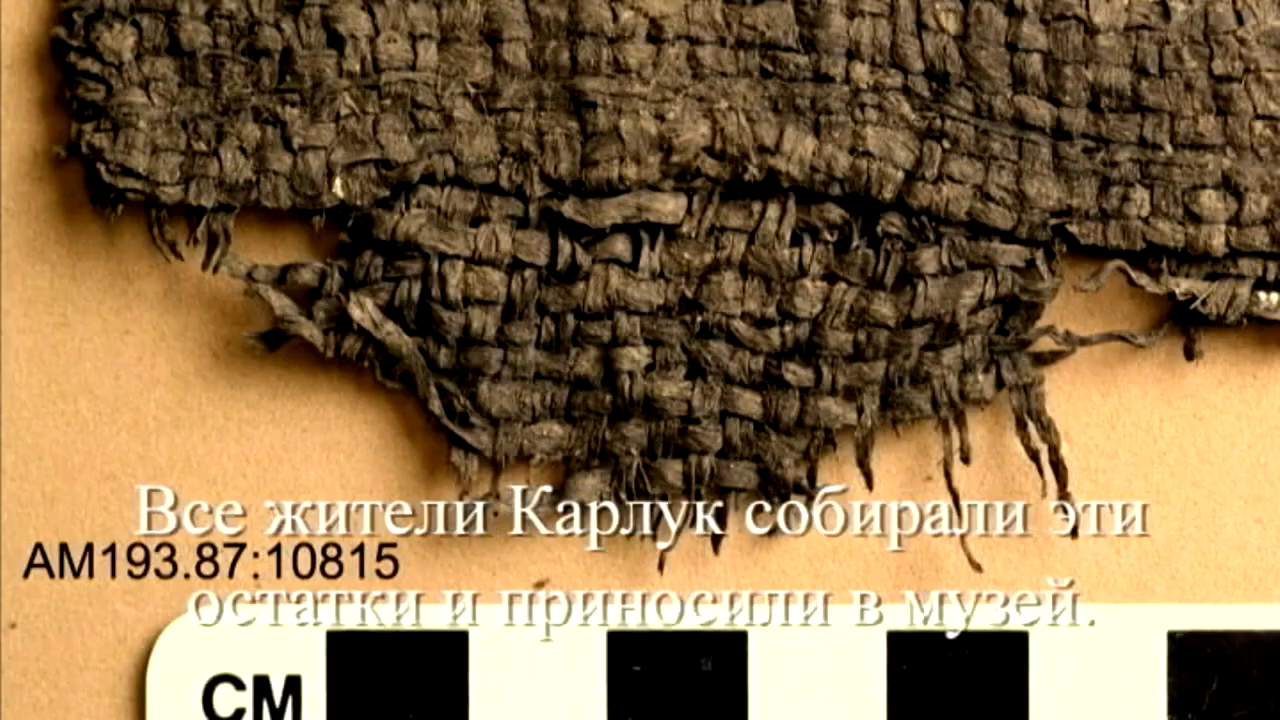 Все жители Карлук собирали эти
AM193.87:10815
остатки и приносили в музей.
CM